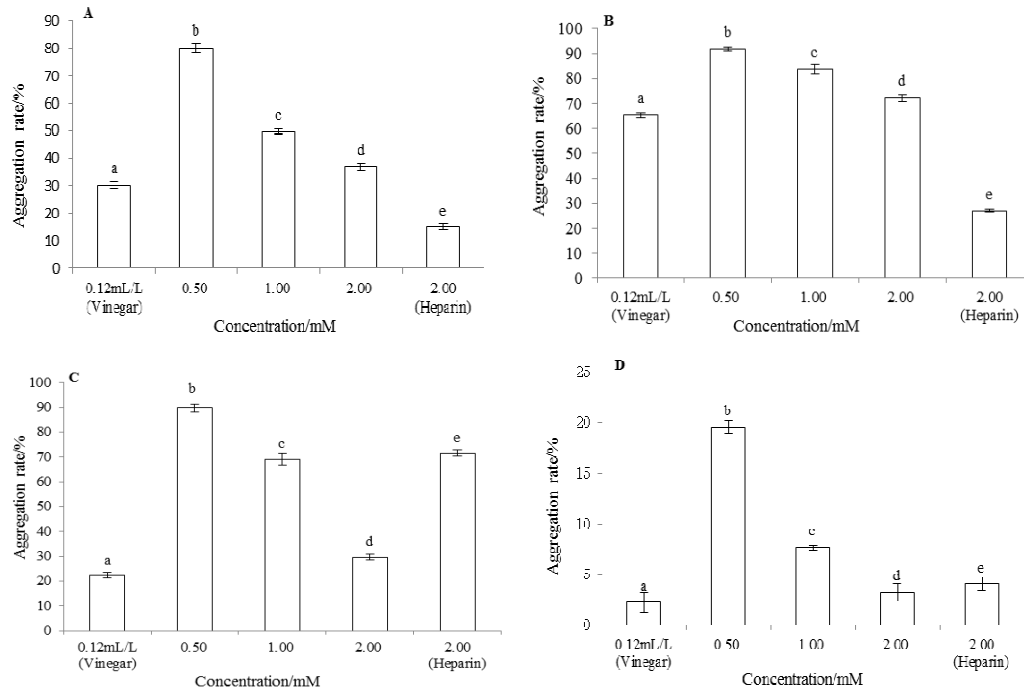 A
Aggregation rate/%
90
80
70
60
50
40
30
20
10
0
a
b
c
d
e
0.12mL/L
(Vinegar)
0.50
1.00
2.00
2.00
(Heparin)
Concentration/mM
B
Aggregation rate/%
100
90
80
70
60
50
40
30
20
10
0
a
b
c
d
e
0.12mL/L
(Vinegar)
0.50
1.00
2.00
2.00
(Heparin)
Concentration/mM
C
Aggregation rate/%
100
90
80
70
60
50
40
30
20
10
0
a
b
c
d
e
0.12mL/L
(Vinegar)
0.50
1.00
2.00
2.00
(Heparin)
Concentration/mM
D
Aggregation rate/%
25
20
15
10
5
0
a
b
c
d
e
0.12mL/L
(Vinegar)
0.50
1.00
2.00
2.00
(Heparin)
Concentration/mM